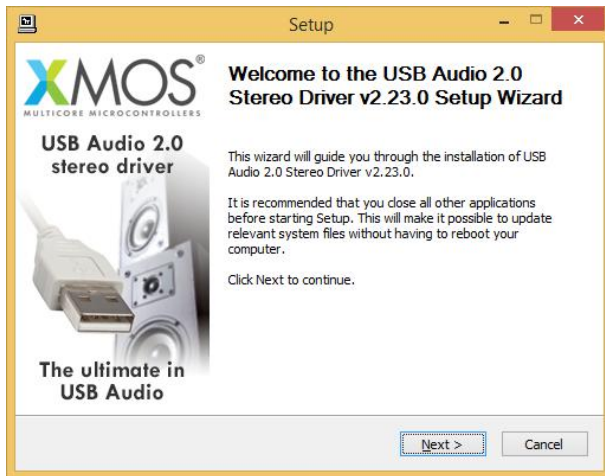 Setup
XMOS®
MULTICORE MICROCONTROLLERS
USB Audio 2.0
stereo driver
The ultimate in
USB Audio
Welcome to the USB Audio 2.0
Stereo Driver v2.23.0 Setup Wizard
This wizard will guide you through the installation of USB
Audio 2.0 Stereo Driver v2.23.0.
It is recommended that you close all other applications
before starting Setup. This will make it possible to update
relevant system files without having to reboot your
computer.
Click Next to continue.
Next >
Cancel